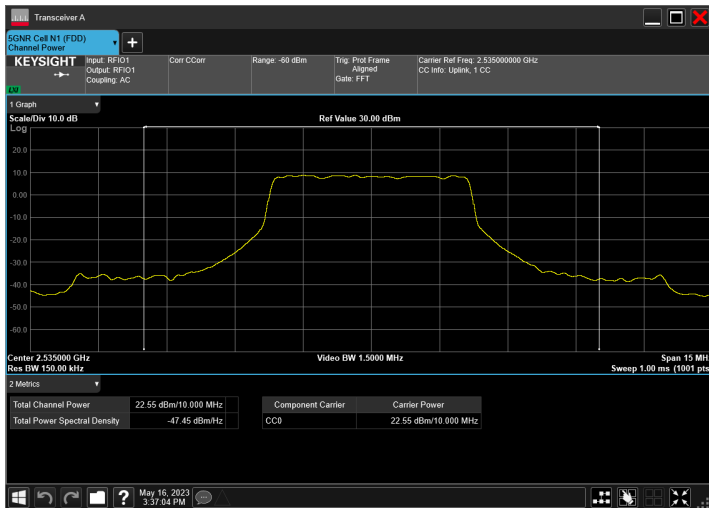 Transceiver A
5GNR Cell N1 (FDD)
Channel Power
KEYSIGHT
LXI
Input: RFIO1
Output: RFIO1
Coupling: AC
Corr CCorr
Range: -60 dBm
Trig: Prot Frame
Aligned
Gate: FFT
Carrier Ref Freq: 2.535000000 GHz
CC Info: Uplink, 1 CC
1 Graph
Scale/Div 10.0 dB
Ref Value 30.00 dBm
Log
20.0
10.0
0.00
-10.0
-20.0
-30.0
-40.0
-50.0
-60.0
Center 2.535000 GHz
Video BW 1.5000 MHz
Span 15 MH
Res BW 150.00 kHz
Sweep 1.00 ms (1001 pts
2 Metrics
Total Channel Power 22.55 dBm/10.000 MHz
Total Power Spectral Density -47.45 dBm/Hz
Component Carrier Carrier Power
CC0 22.55 dBm/10.000 MHz
May 16, 2023
3:37:04 PM